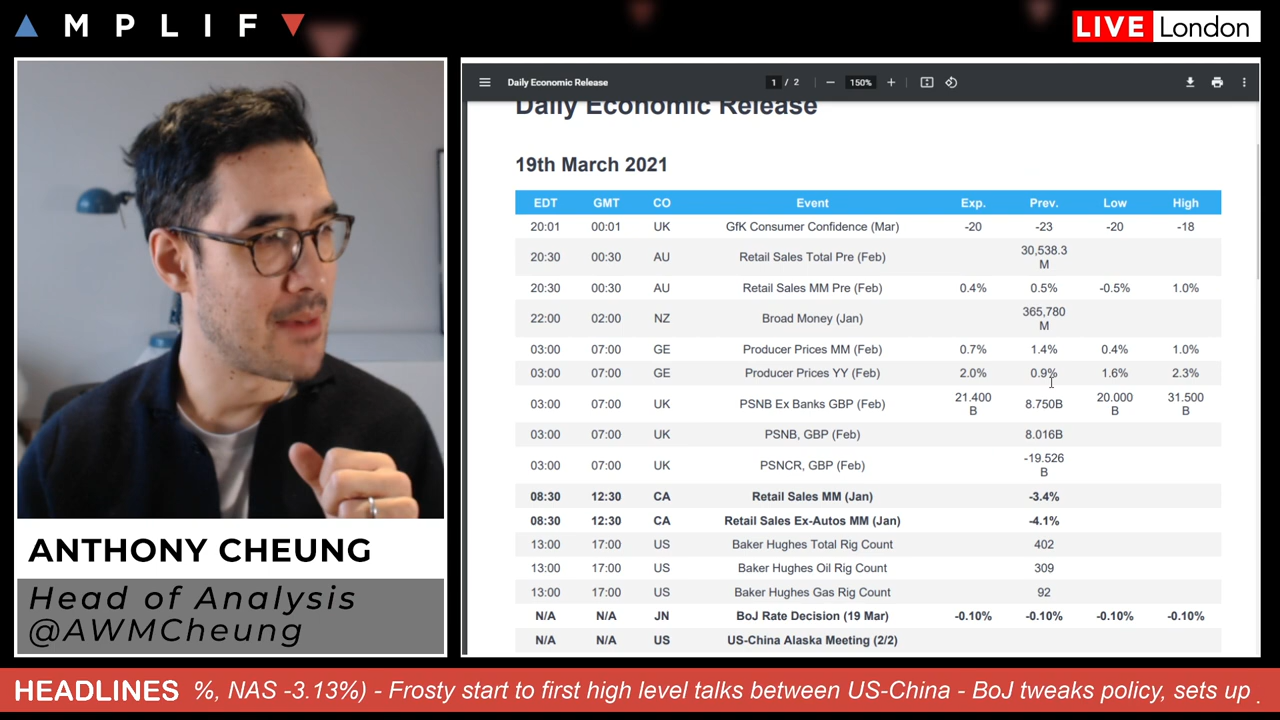 AMPLIFY
LIVE London
Daily Economic Release
1 / 2
150%
Daily Economic Release
19th March 2021
EDT GMT CO Event Exp. Prev. Low High
20:01 00:01 UK GfK Consumer Confidence (Mar) -20 -23 -20 -18
20:30 00:30 AU Retail Sales Total Pre (Feb) 30,538.3
M
20:30 00:30 AU Retail Sales MM Pre (Feb) 0.4% 0.5% -0.5% 1.0%
22:00 02:00 NZ Broad Money (Jan) 365,780
M
03:00 07:00 GE Producer Prices MM (Feb) 0.7% 1.4% 0.4% 1.0%
03:00 07:00 GE Producer Prices YY (Feb) 2.0% 0.9% 1.6% 2.3%
03:00 07:00 UK PSNB Ex Banks GBP (Feb) 21.400 8.750B 20.000 31.500
B B B
03:00 07:00 UK PSNB, GBP (Feb) 8.016B
03:00 07:00 UK PSNCR, GBP (Feb) -19.526
B
08:30 12:30 CA Retail Sales MM (Jan) -3.4%
08:30 12:30 CA Retail Sales Ex-Autos MM (Jan) -4.1%
13:00 17:00 US Baker Hughes Total Rig Count 402
13:00 17:00 US Baker Hughes Oil Rig Count 309
13:00 17:00 US Baker Hughes Gas Rig Count 92
N/A N/A JN BoJ Rate Decision (19 Mar) -0.10% -0.10% -0.10% -0.10%
N/A N/A US US-China Alaska Meeting (2/2)
ANTHONY CHEUNG
Head of Analysis
@AWMCheung
HEADLINES %, NAS -3.13%) - Frosty start to first high level talks between US-China - BoJ tweaks policy, sets up